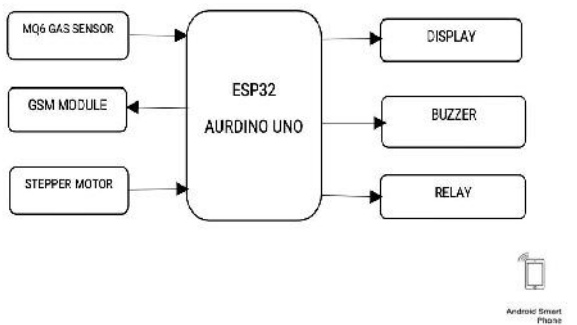 MQ6 GAS SENSOR
GSM MODULE
STEPPER MOTOR
ESP32
AURDINO UNO
DISPLAY
BUZZER
RELAY
Android Smart
Phone